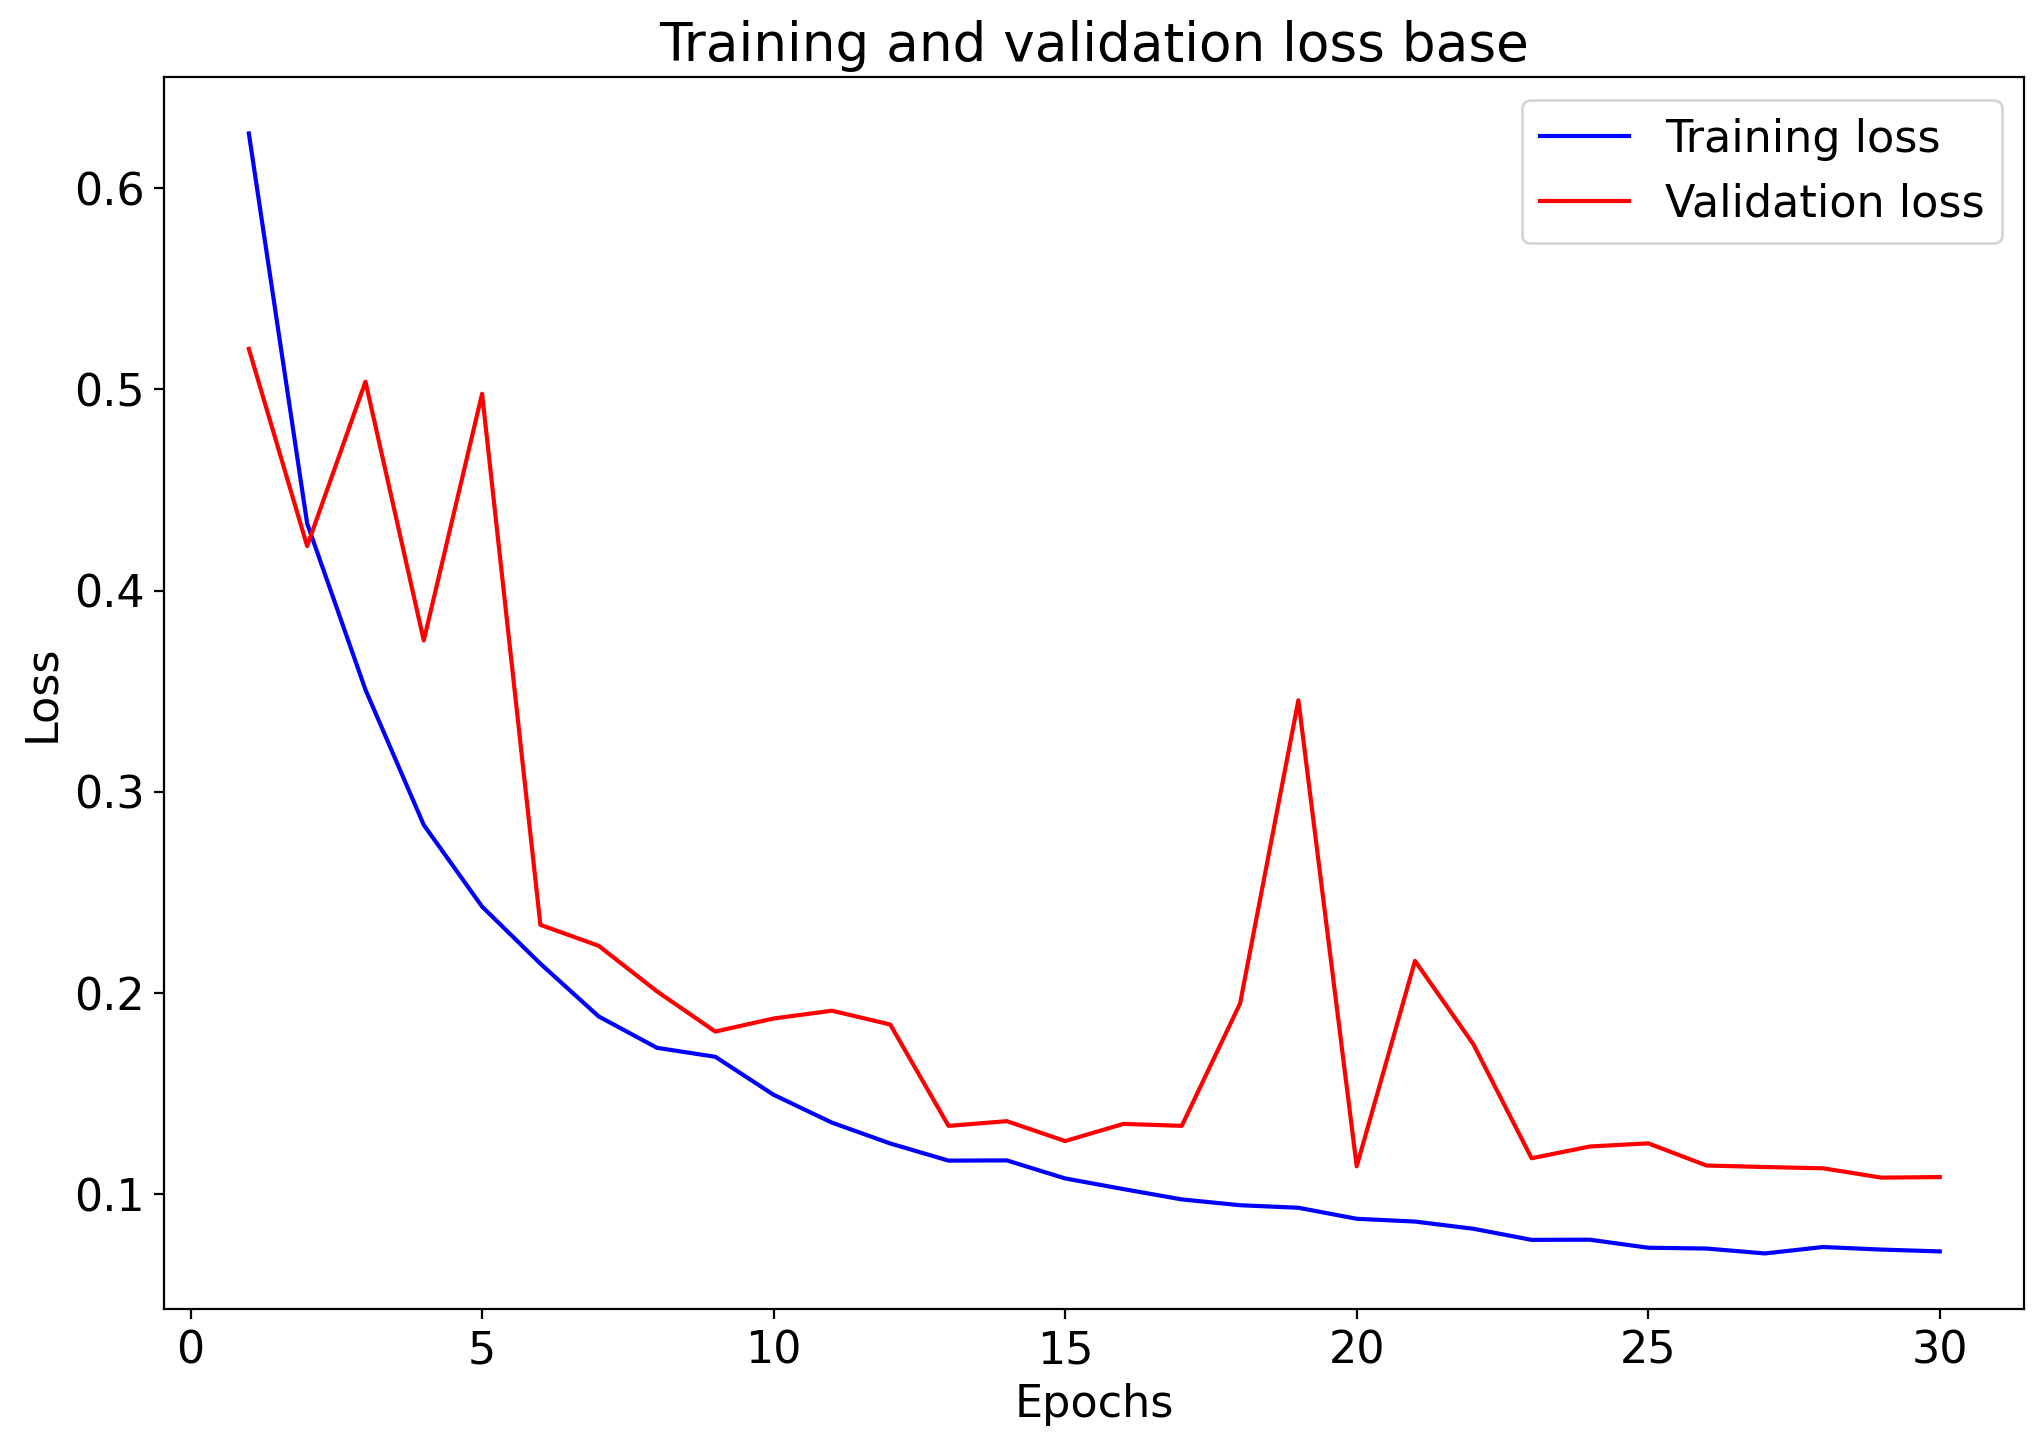 Training and validation loss base
Training loss
Validation loss
0.6
0.5
0.4
0.3
0.2
0.1
Loss
0 5 10 15 20 25 30
Epochs